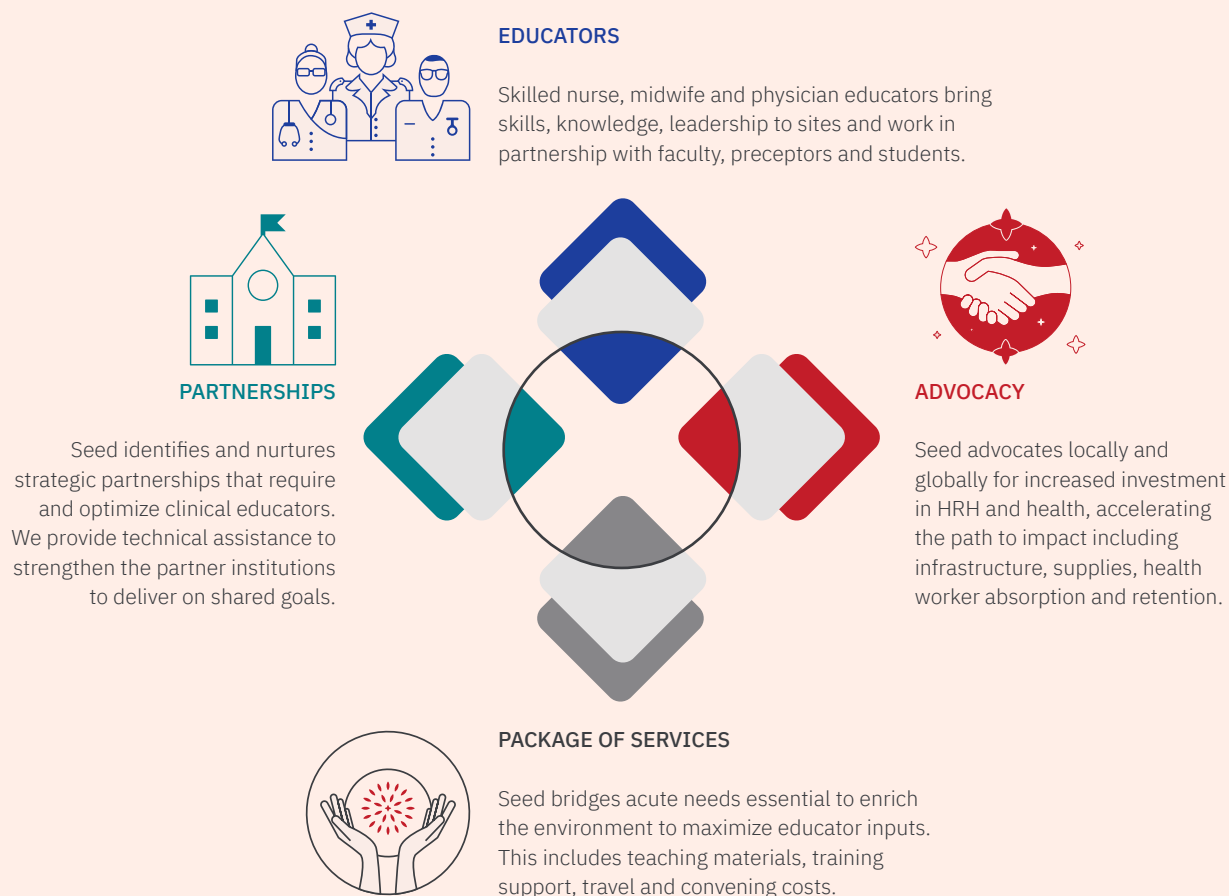 EDUCATORS
Skilled nurse, midwife and physician educators bring
skills, knowledge, leadership to sites and work in
partnership with faculty, preceptors and students.
PARTNERSHIPS
Seed identifies and nurtures
strategic partnerships that require
and optimize clinical educators.
We provide technical assistance to
strengthen the partner institutions
to deliver on shared goals.
ADVOCACY
Seed advocates locally and
globally for increased investment
in HRH and health, accelerating
the path to impact including
infrastructure, supplies, health
worker absorption and retention.
PACKAGE OF SERVICES
Seed bridges acute needs essential to enrich
the environment to maximize educator inputs.
This includes teaching materials, training
support, travel and convening costs.